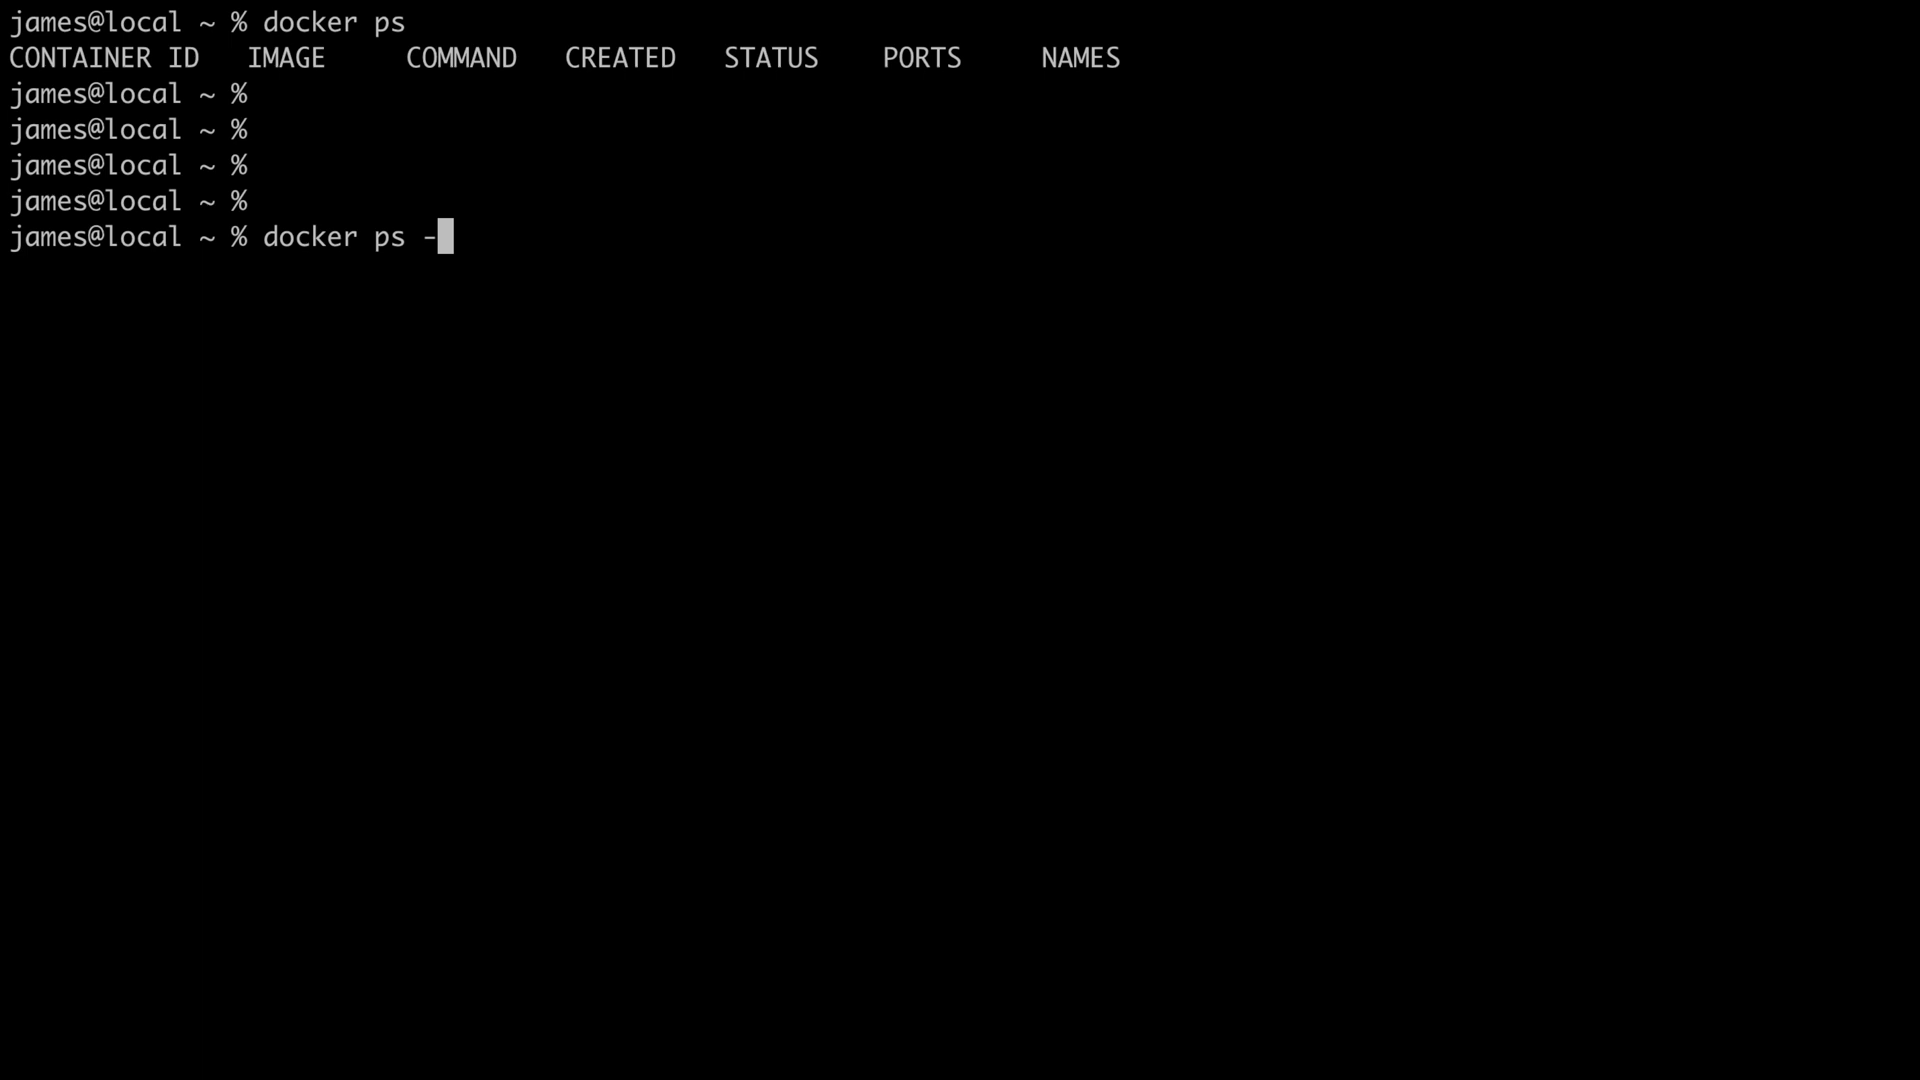 james@local ~ % docker ps
CONTAINER ID   IMAGE     COMMAND   CREATED   STATUS    PORTS     NAMES
james@local ~ %
james@local ~ %
james@local ~ %
james@local ~ %
james@local ~ % docker ps -